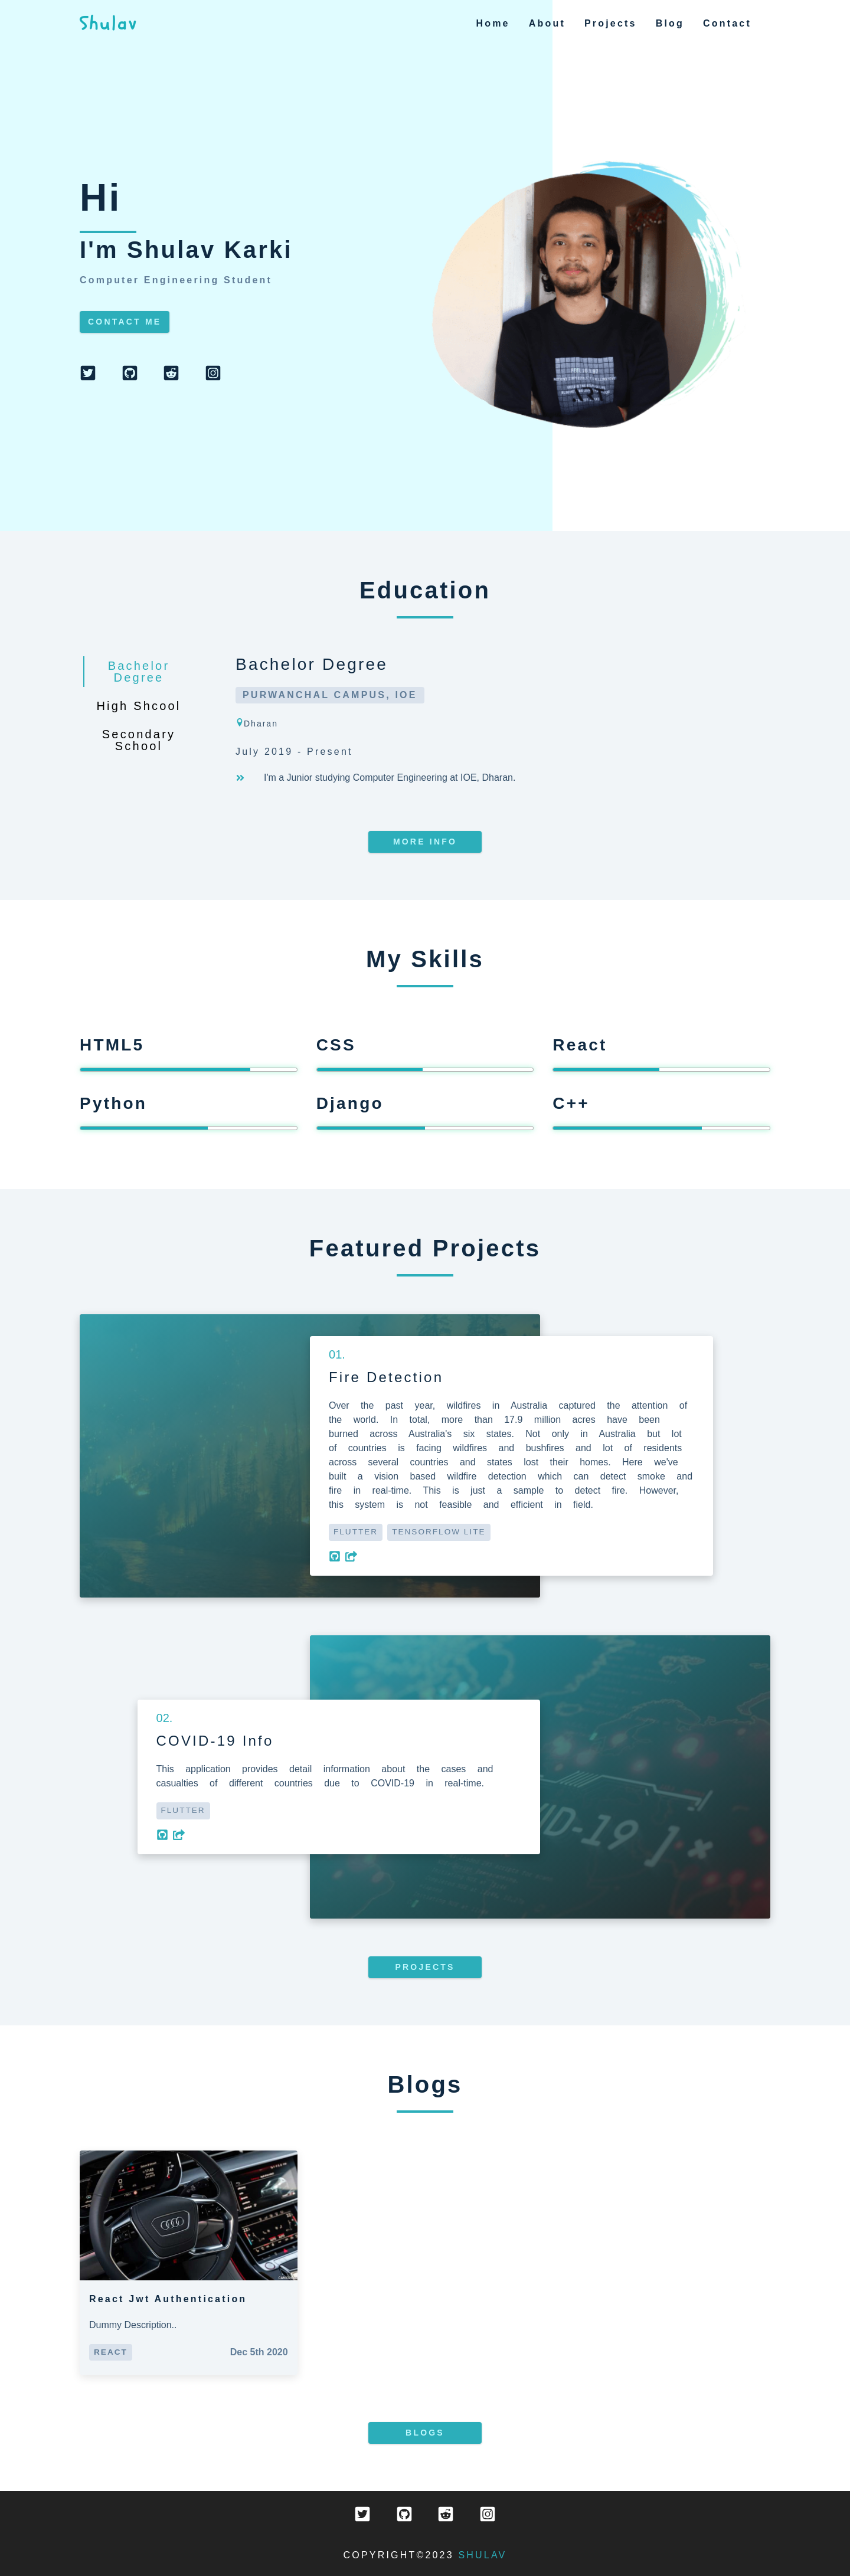 Shulav
Home About Projects Blog Contact
Hi
I'm Shulav Karki
Computer Engineering Student
CONTACT ME
Education
Bachelor
Degree
High Shcool
Secondary
School
Bachelor Degree
PURWANCHAL CAMPUS, IOE
Dharan
July 2019 - Present
I'm a Junior studying Computer Engineering at IOE, Dharan.
MORE INFO
My Skills
HTML5
CSS
React
Python
Django
C++
Featured Projects
01.
Fire Detection
Over the past year, wildfires in Australia captured the attention of
the world. In total, more than 17.9 million acres have been
burned across Australia's six states. Not only in Australia but lot
of countries is facing wildfires and bushfires and lot of residents
across several countries and states lost their homes. Here we've
built a vision based wildfire detection which can detect smoke and
fire in real-time. This is just a sample to detect fire. However,
this system is not feasible and efficient in field.
FLUTTER TENSORFLOW LITE
02.
COVID-19 Info
This application provides detail information about the cases and
casualties of different countries due to COVID-19 in real-time.
FLUTTER
PROJECTS
Blogs
React Jwt Authentication
Dummy Description..
REACT
Dec 5th 2020
BLOGS
COPYRIGHT©2023 SHULAV